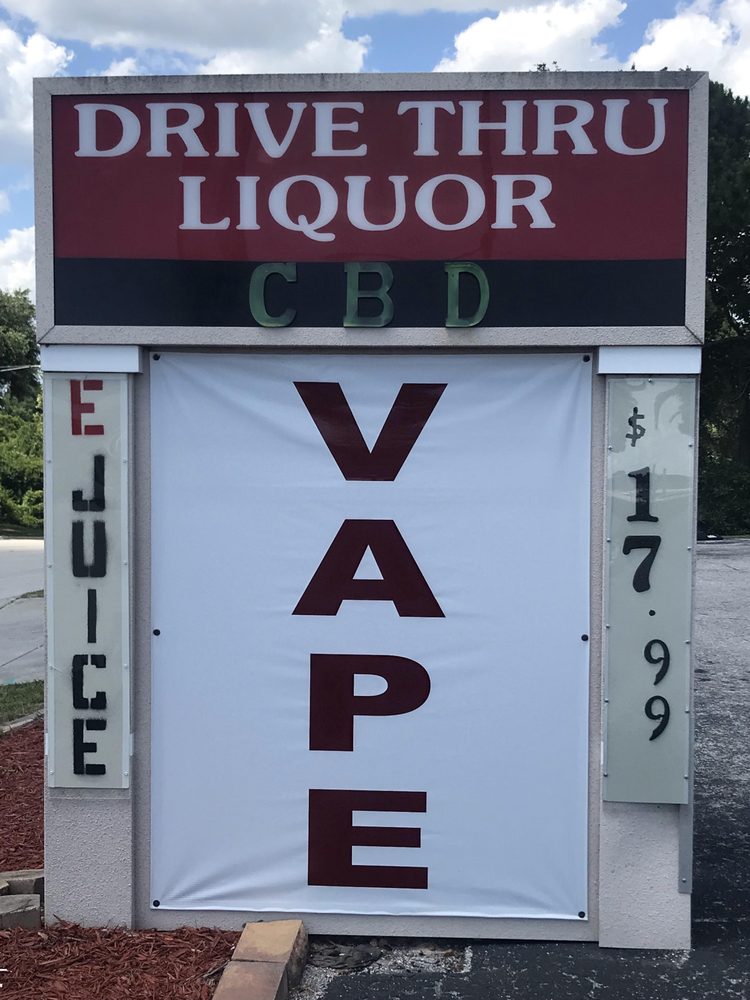 DRIVE THRU
LIQUOR
CBD
E JUICE
VAPE
$17.99